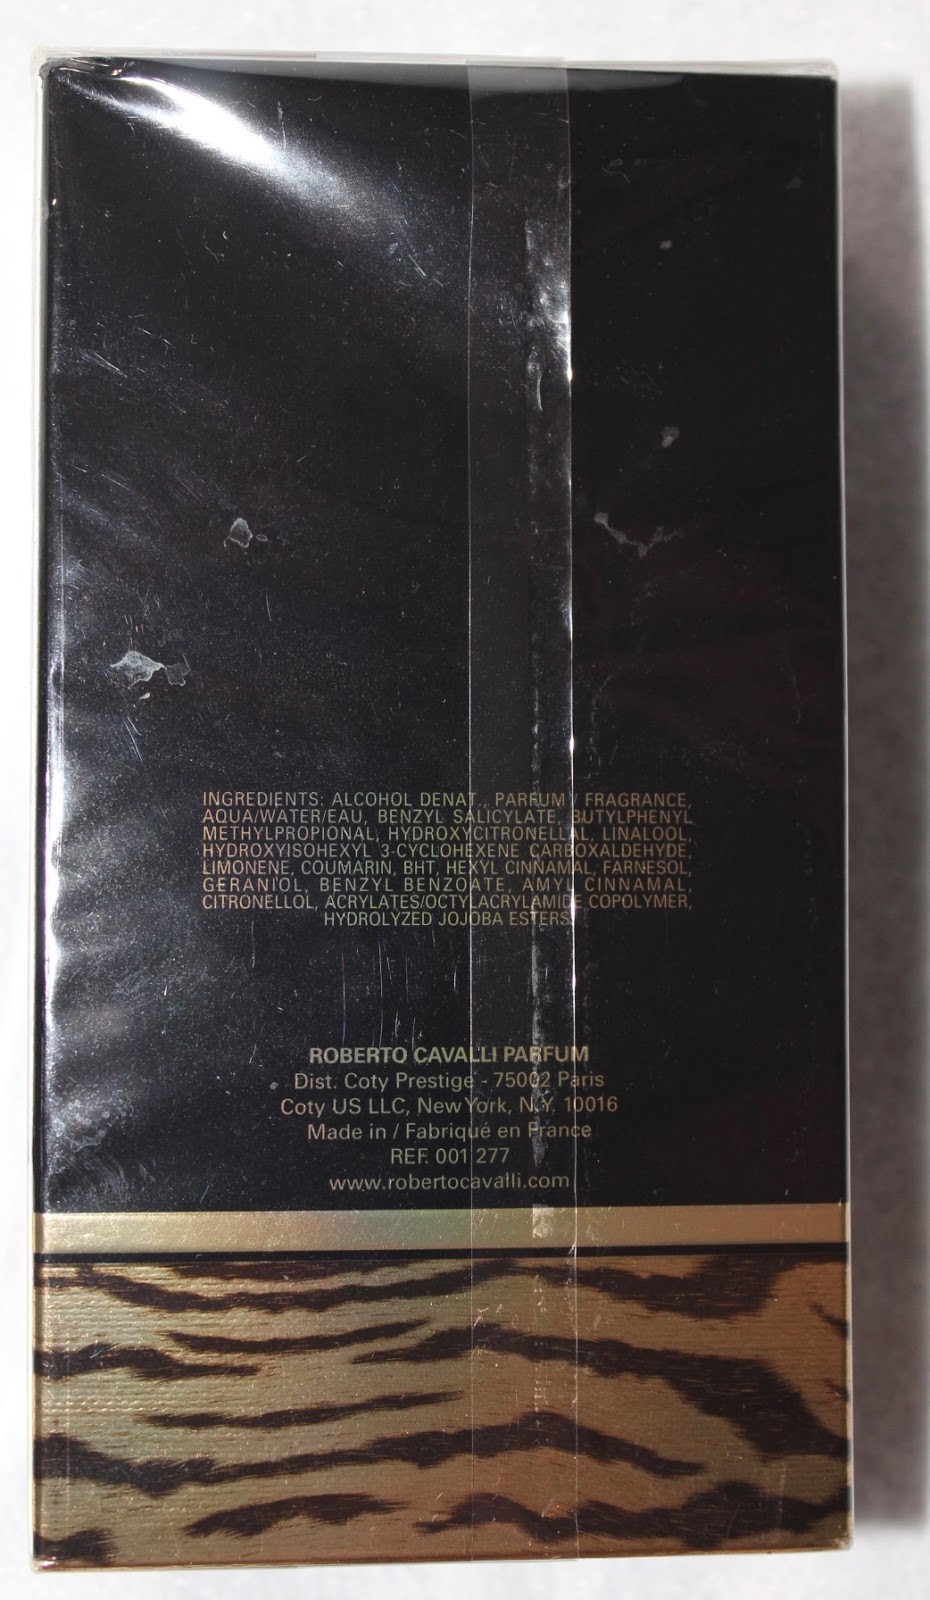 INGREDIENTS: ALCOHOL DENAT., PARFUM / FRAGRANCE,
AQUA/WATER/EAU, BENZYL SALICYLATE, BUTYLPHENYL
METHYLPROPIONAL, HYDROXYCITRONELLAL, LINALOOL,
HYDROXYISOHEXYL 3-CYCLOHEXENE CARBOXALDEHYDE,
LIMONENE, COUMARIN, BHT, HEXYL CINNAMAL, FARNESOL,
GERANIOL, BENZYL BENZOATE, AMYL CINNAMAL,
CITRONELLOL, ACRYLATES/OCTYLACRYLAMIDE COPOLYMER,
HYDROLYZED JOJOBA ESTERS.
ROBERTO CAVALLI PARFUM
Dist. Coty Prestige - 75002 Paris
Coty US LLC, New York, N.Y. 10016
Made in / Fabriqué en France
REF. 001 277
www.robertocavalli.com